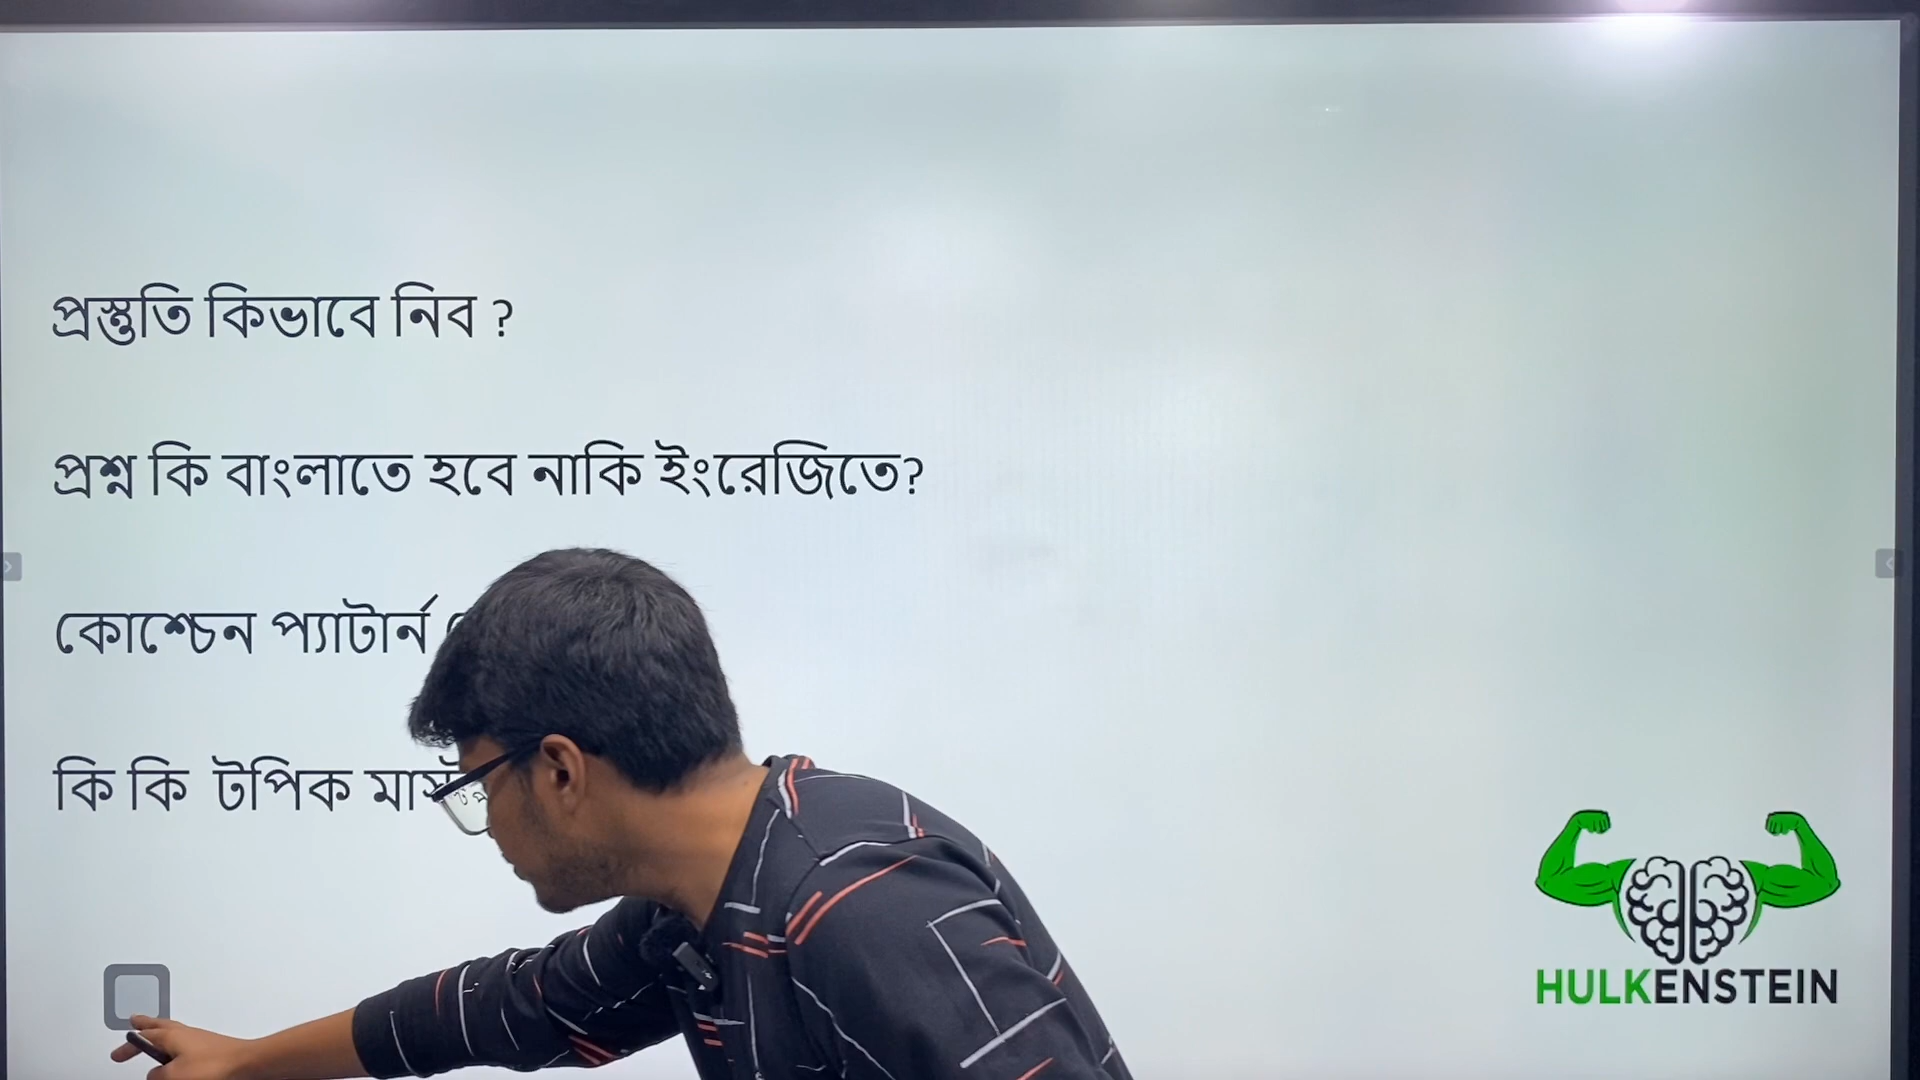 প্রস্তুতি কিভাবে নিব ?
প্রশ্ন কি বাংলাতে হবে নাকি ইংরেজিতে?
কোশ্চেন প্যাটার্ন
কি কি টপিক
HULKENSTEIN